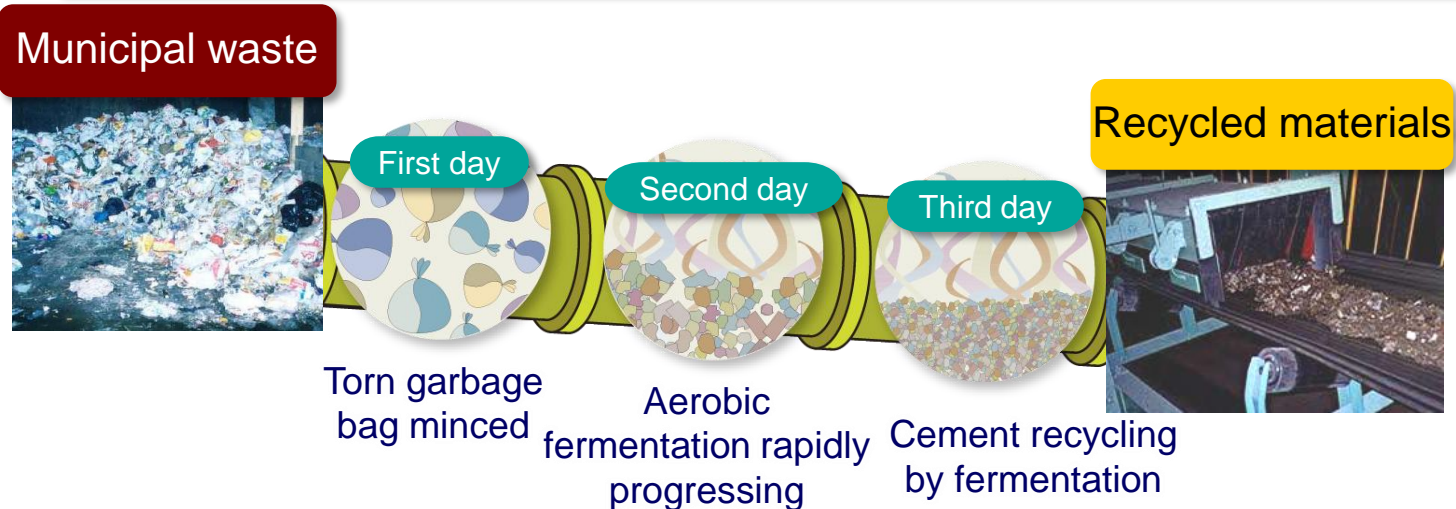 Municipal waste
Recycled materials
First day
Second day
Third day
Torn garbage
bag minced
Aerobic
fermentation rapidly
progressing
Cement recycling
by fermentation